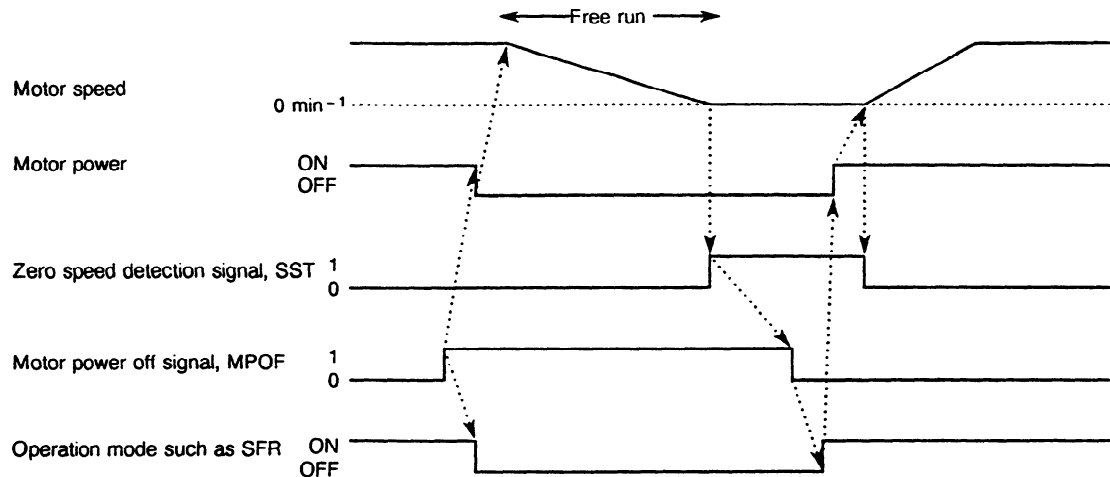 Free run
Motor speed
0 min⁻¹
Motor power
ON
OFF
Zero speed detection signal, SST
1
0
Motor power off signal, MPOF
1
0
Operation mode such as SFR
ON
OFF